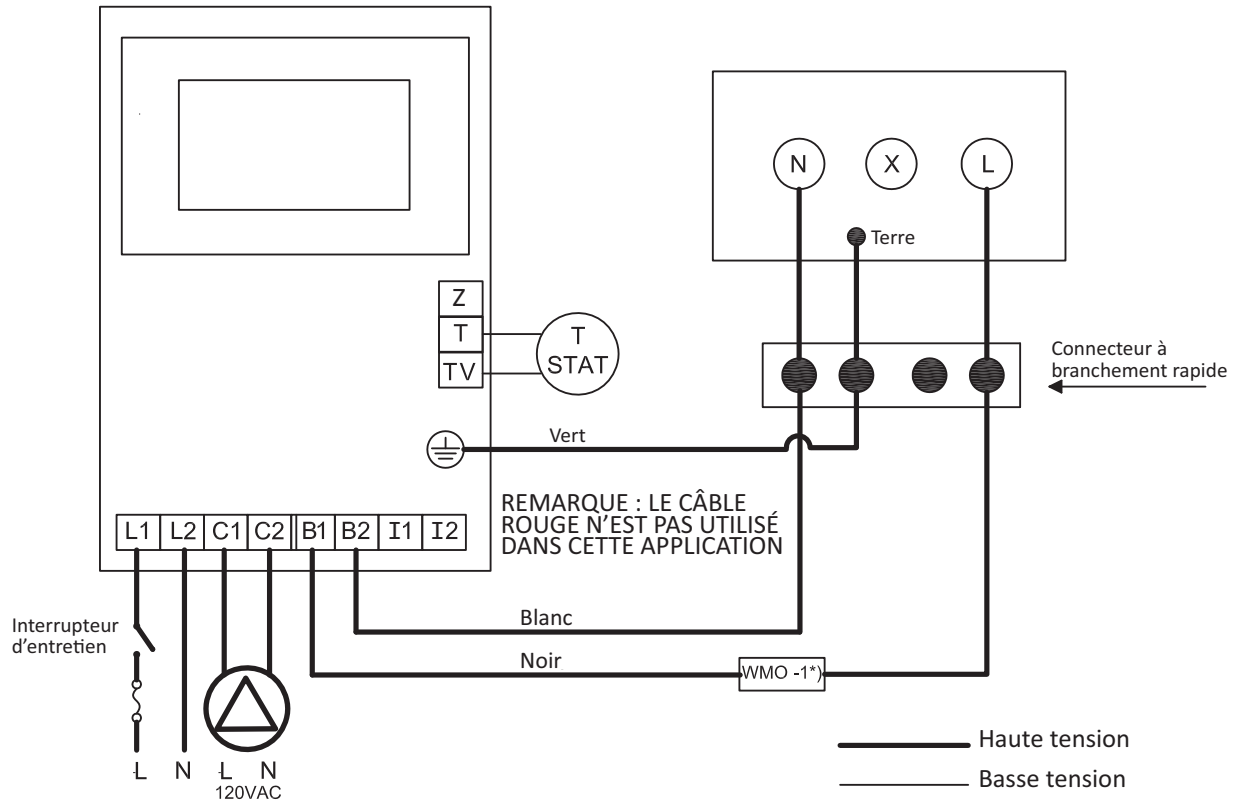 N X L
Terre
Z
T
TV
T
STAT
Connecteur à
branchement rapide
Vert
REMARQUE : LE CÂBLE
ROUGE N’EST PAS UTILISÉ
DANS CETTE APPLICATION
L1 L2 C1 C2 B1 B2 I1 I2
Interrupteur
d’entretien
Blanc
Noir
WMO -1*)
L N L N
120VAC
Haute tension
Basse tension